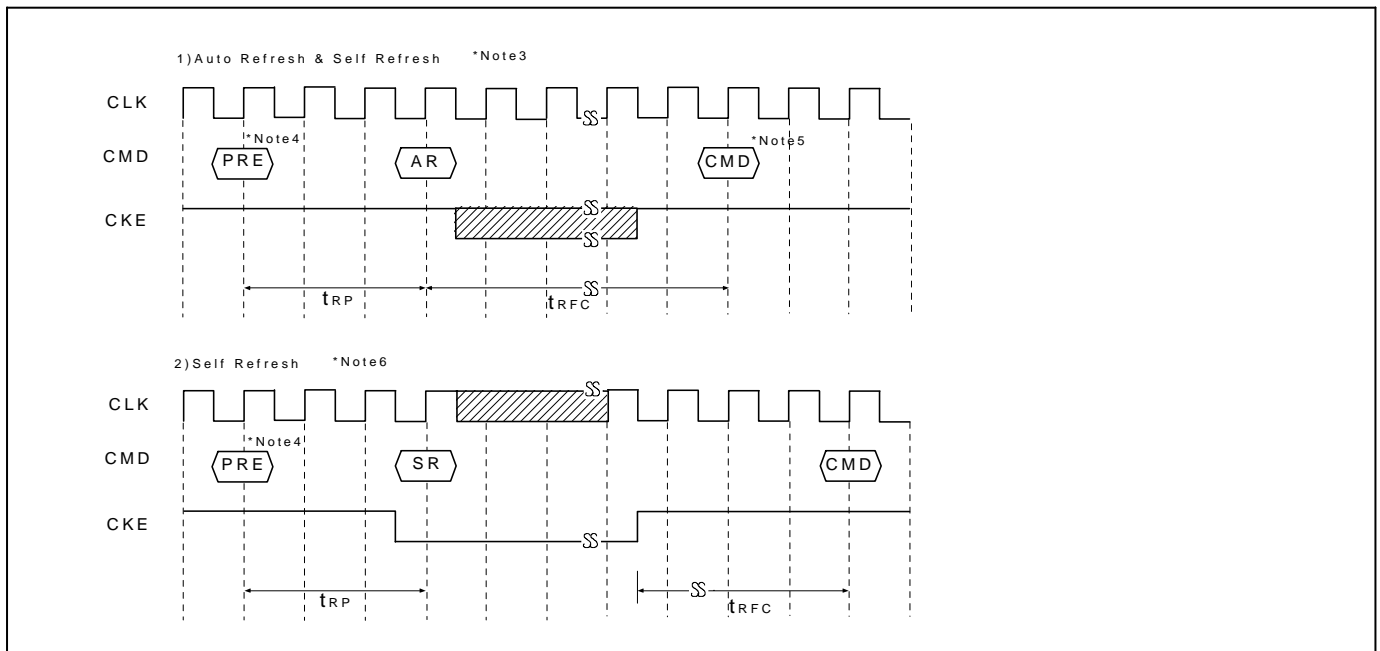 1)Auto Refresh & Self Refresh *Note3
CLK
CMD PRE *Note4 AR CMD *Note5
CKE
tRP tRFC
2)Self Refresh *Note6
CLK
CMD PRE *Note4 SR CMD
CKE
tRP tRFC